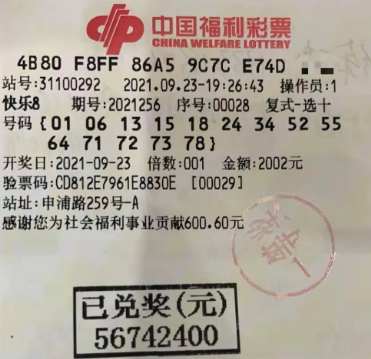 中国福利彩票
CHINA WELFARE LOTTERY
4B80 F8FF 86A5 9C7C E74D
站号:31100292 2021.09.23-19:26:43 操作员:1
快乐8 期号:2021256 序号:00028 复式-选十
号码{01 06 13 15 18 24 34 52 55
64 71 72 73 78}
开奖日:2021-09-23 倍数:001 金额:2002元
验票码:CD812E7961E8830E [00029]
站址:申浦路259号-A
感谢您为社会福利事业贡献600.60元
已兑奖(元)
56742400